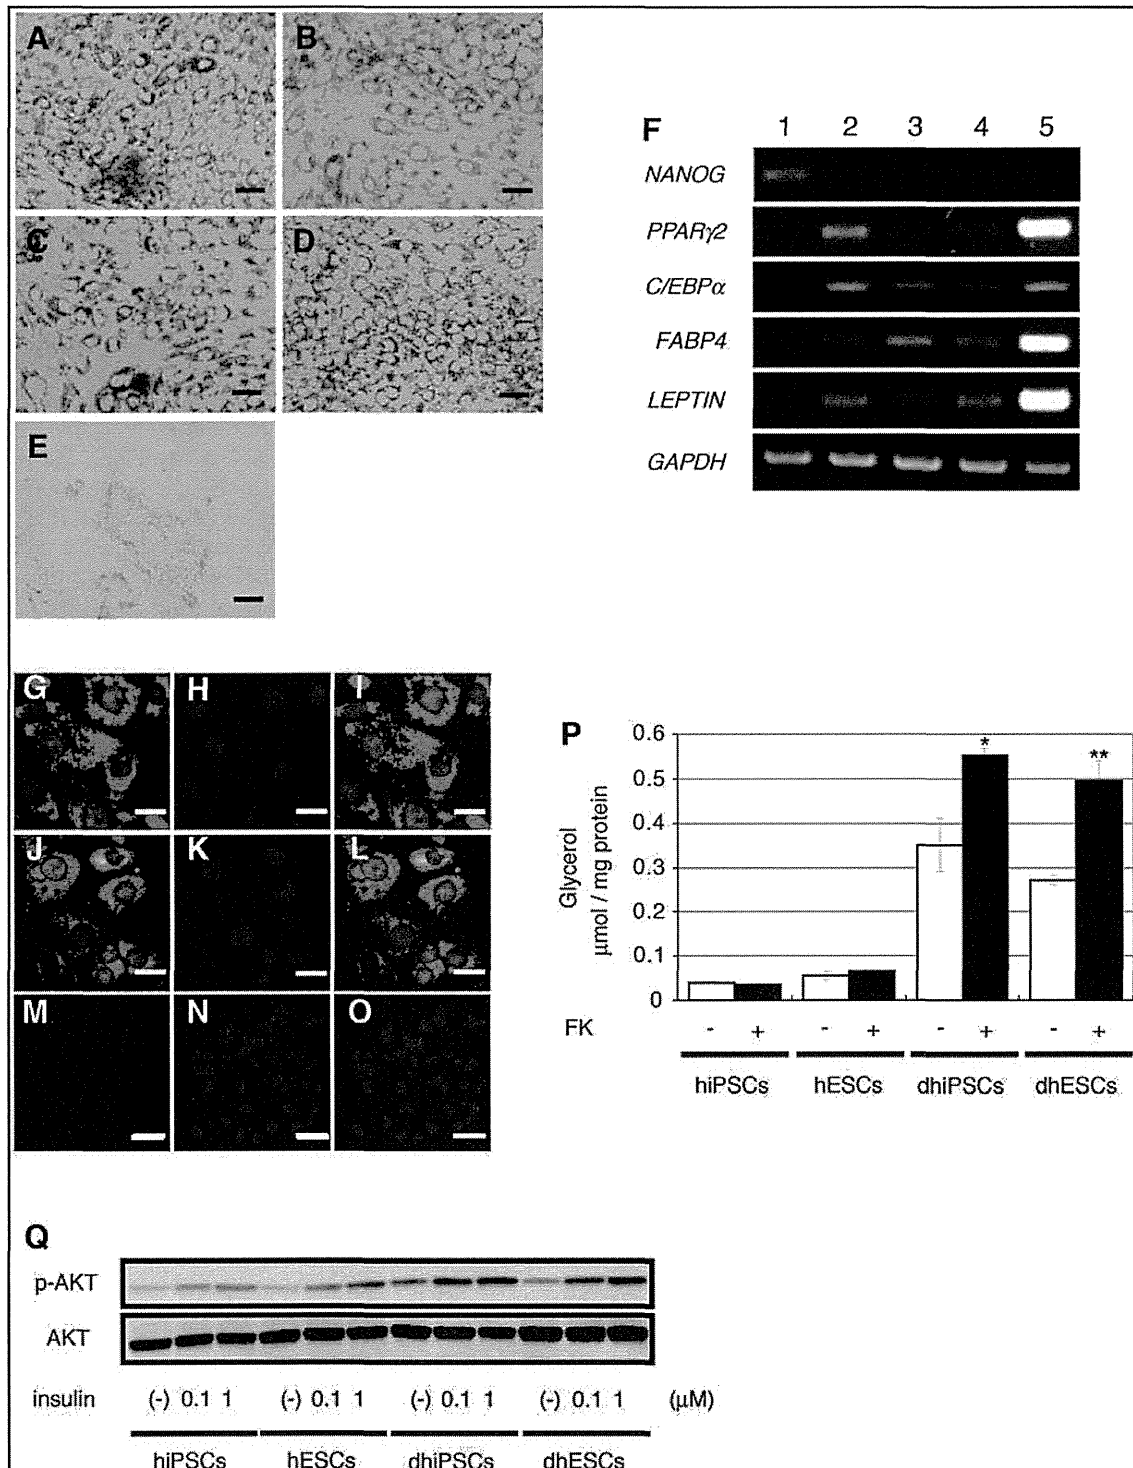 A
B
C
D
E
F
1 2 3 4 5
NANOG
PPARγ2
C/EBPα
FABP4
LEPTIN
GAPDH
G
H
I
J
K
L
M
N
O
P
Glycerol
μmol / mg protein
0.6
0.5
0.4
0.3
0.2
0.1
0
*
**
FK - + - + - + - +
hiPSCs hESCs dhiPSCs dhESCs
Q
p-AKT
AKT
insulin (-) 0.1 1 (-) 0.1 1 (-) 0.1 1 (-) 0.1 1 (μM)
hiPSCs hESCs dhiPSCs dhESCs